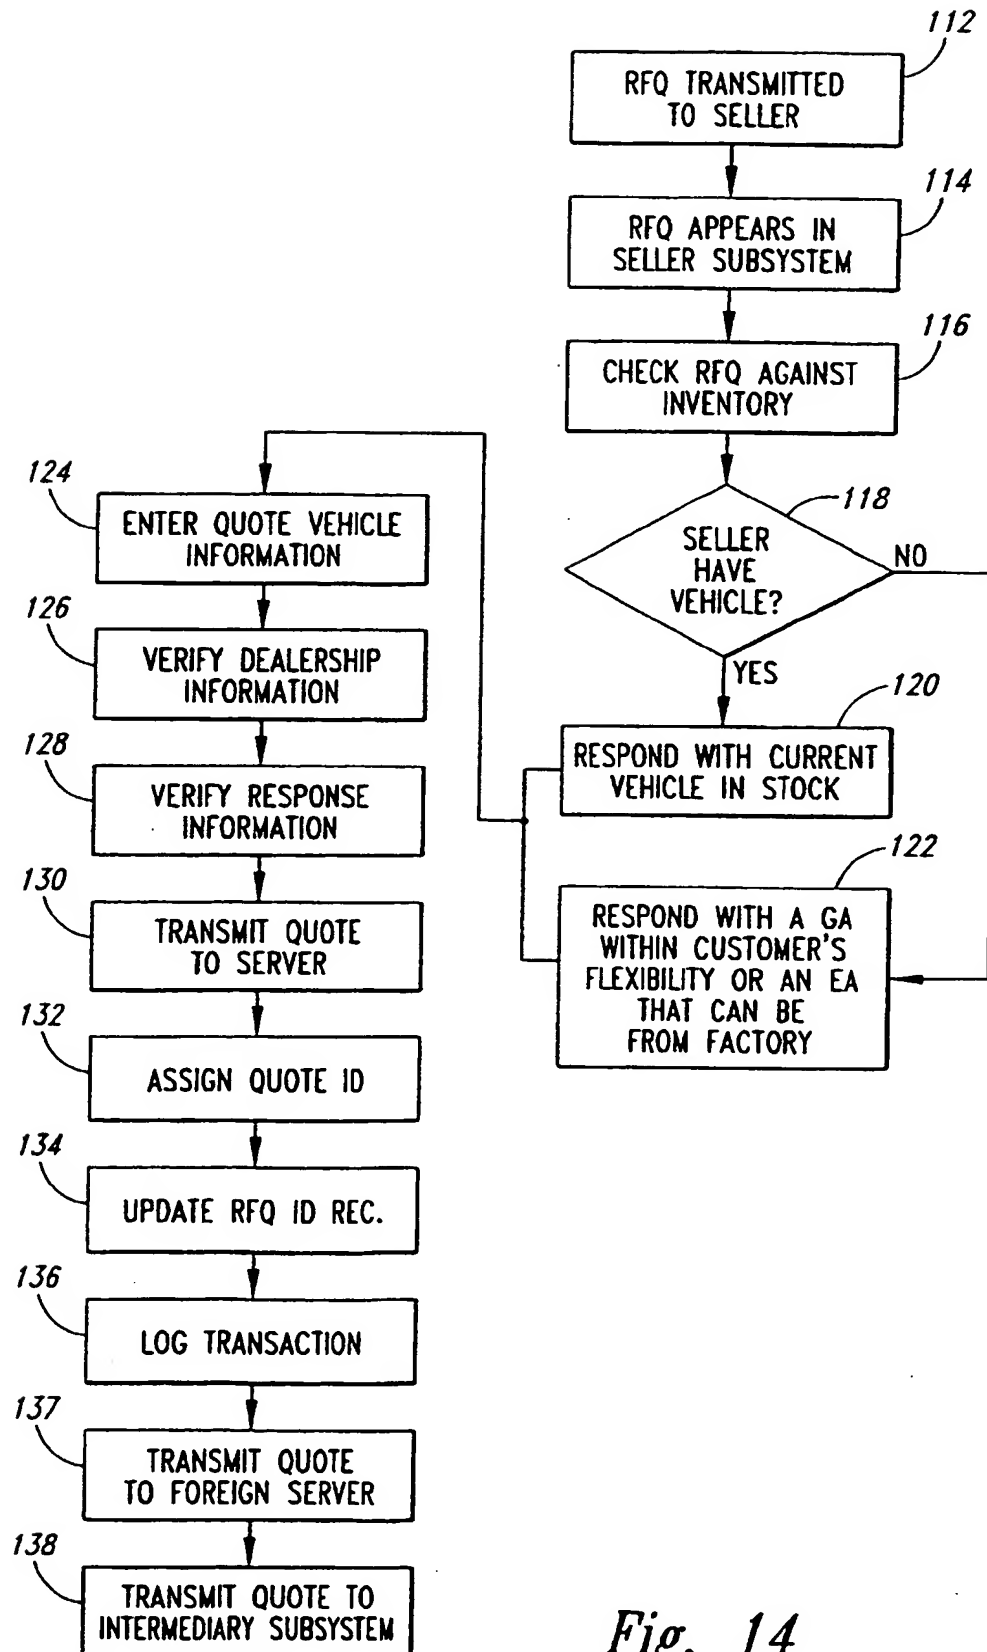 112
RFQ TRANSMITTED
TO SELLER
114
RFQ APPEARS IN
SELLER SUBSYSTEM
116
CHECK RFQ AGAINST
INVENTORY
118
SELLER
HAVE
VEHICLE?
NO
YES
120
RESPOND WITH CURRENT
VEHICLE IN STOCK
122
RESPOND WITH A GA
WITHIN CUSTOMER'S
FLEXIBILITY OR AN EA
THAT CAN BE
FROM FACTORY
124
ENTER QUOTE VEHICLE
INFORMATION
126
VERIFY DEALERSHIP
INFORMATION
128
VERIFY RESPONSE
INFORMATION
130
TRANSMIT QUOTE
TO SERVER
132
ASSIGN QUOTE ID
134
UPDATE RFQ ID REC.
136
LOG TRANSACTION
137
TRANSMIT QUOTE
TO FOREIGN SERVER
138
TRANSMIT QUOTE TO
INTERMEDIARY SUBSYSTEM
Fig. 14